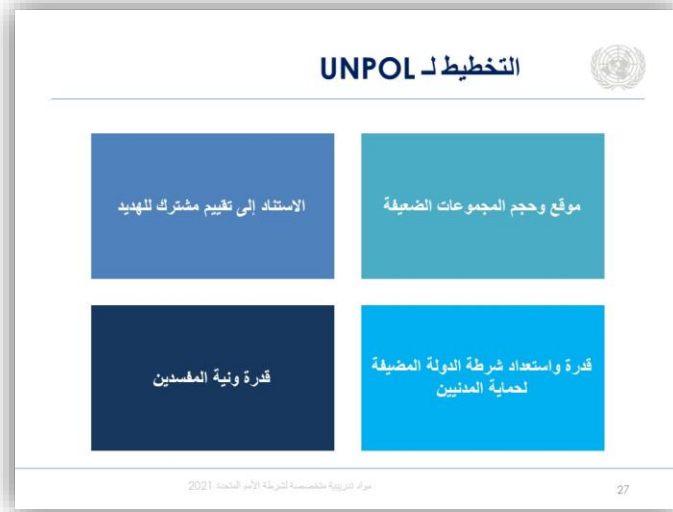 التخطيط لـ UNPOL
موقع وحجم المجموعات الضعيفة
الاستناد إلى تقييم مشترك للهديد
قدرة واستعداد شرطة الدولة المضيفة
لحماية المدنيين
قدرة ونية المفسدين
مواد تدريبية متخصصة لشرطة الأمم المتحدة 2021
27